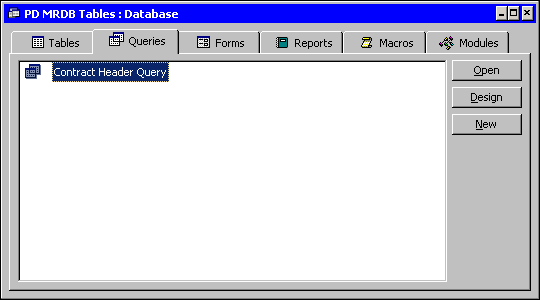 PD MRDB Tables : Database
Tables Queries Forms Reports Macros Modules
Contract Header Query
Open
Design
New